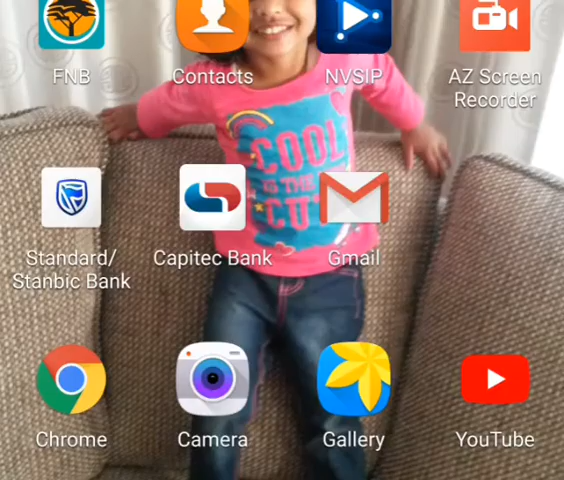 FNB
Contacts
NVSIP
AZ Screen
Recorder
COOL
IS THE
CUT
Standard/
Stanbic Bank
Capitec Bank
Gmail
Chrome
Camera
Gallery
YouTube